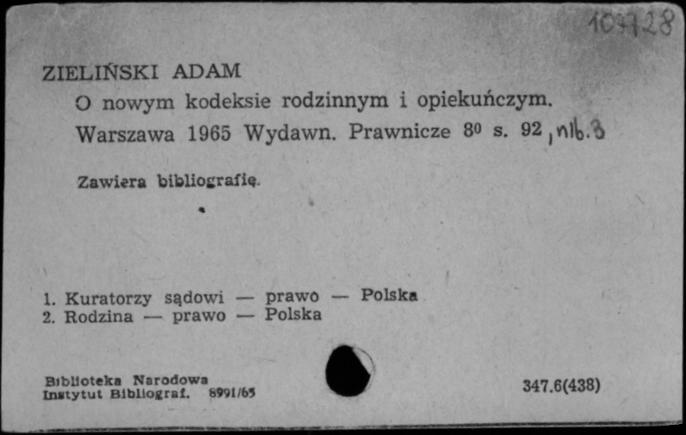 ZIELIŃSKI ADAM
O nowym kodeksie rodzinnym i opiekuńczym.
Warszawa 1965 Wydawn. Prawnicze 8⁰ s. 92, nlb. 3
Zawiera bibliografię.
1. Kuratorzy sądowi — prawo — Polska
2. Rodzina — prawo — Polska
Biblioteka Narodowa
Instytut Bibliograf. 8991/65
347.6(438)